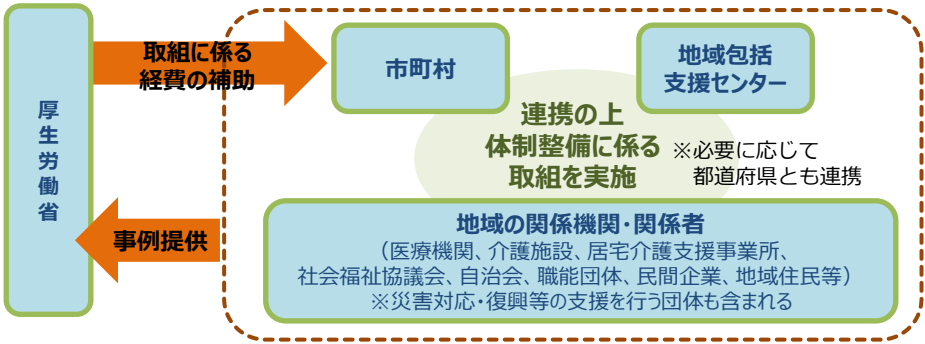 厚生労働省
取組に係る
経費の補助
市町村
地域包括
支援センター
連携の上
体制整備に係る
取組を実施
※必要に応じて
都道府県とも連携
事例提供
地域の関係機関・関係者
（医療機関、介護施設、居宅介護支援事業所、
社会福祉協議会、自治会、職能団体、民間企業、地域住民等）
※災害対応・復興等の支援を行う団体も含まれる